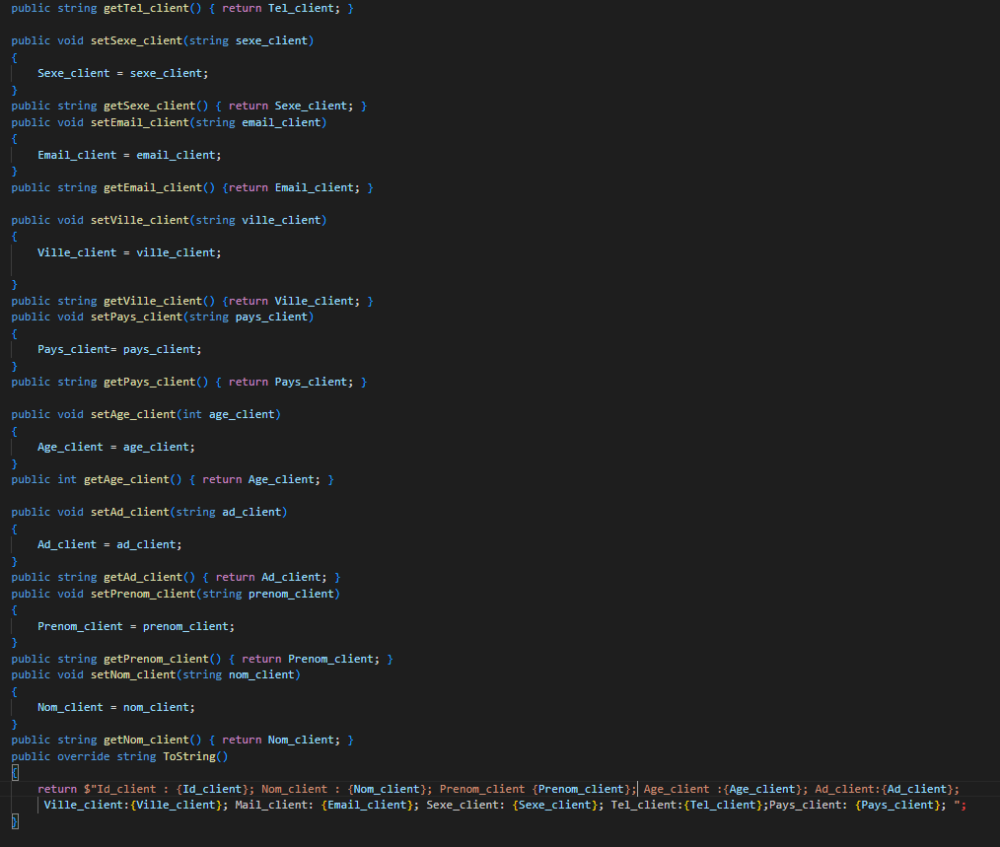 public string getTel_client() { return Tel_client; }
public void setSexe_client(string sexe_client)
{
Sexe_client = sexe_client;
}
public string getSexe_client() { return Sexe_client; }
public void setEmail_client(string email_client)
{
Email_client = email_client;
}
public string getEmail_client() {return Email_client; }
public void setVille_client(string ville_client)
{
Ville_client = ville_client;
}
public string getVille_client() {return Ville_client; }
public void setPays_client(string pays_client)
{
Pays_client= pays_client;
}
public string getPays_client() { return Pays_client; }
public void setAge_client(int age_client)
{
Age_client = age_client;
}
public int getAge_client() { return Age_client; }
public void setAd_client(string ad_client)
{
Ad_client = ad_client;
}
public string getAd_client() { return Ad_client; }
public void setPrenom_client(string prenom_client)
{
Prenom_client = prenom_client;
}
public string getPrenom_client() { return Prenom_client; }
public void setNom_client(string nom_client)
{
Nom_client = nom_client;
}
public string getNom_client() { return Nom_client; }
public override string ToString()
{
return $"Id_client : {Id_client}; Nom_client : {Nom_client}; Prenom_client {Prenom_client}; Age_client :{Age_client}; Ad_client:{Ad_client};
Ville_client:{Ville_client}; Mail_client: {Email_client}; Sexe_client: {Sexe_client}; Tel_client:{Tel_client};Pays_client: {Pays_client}; ";
}